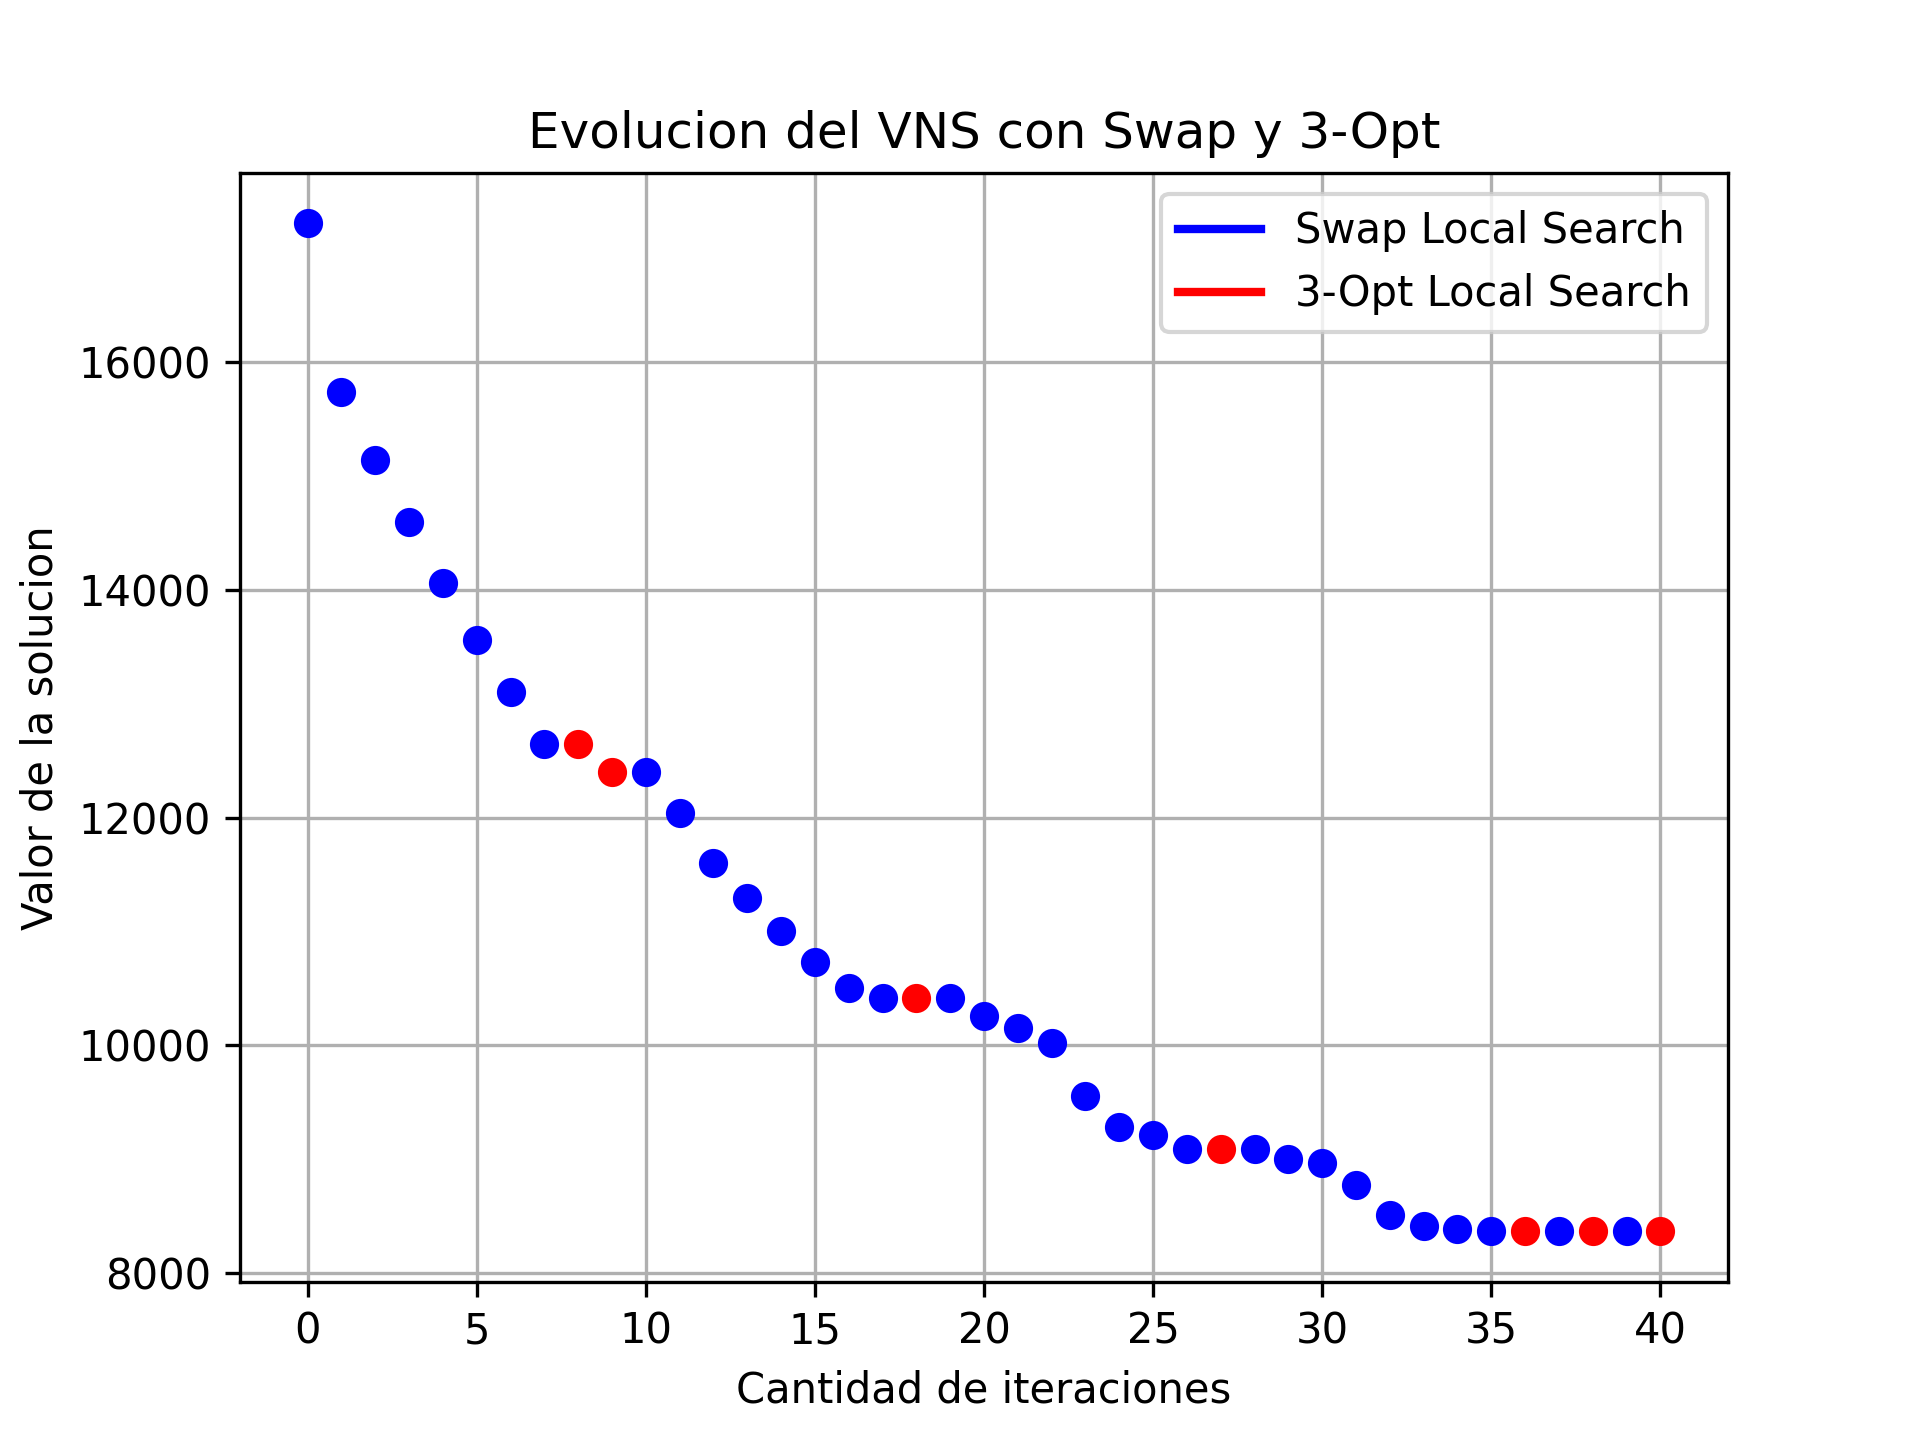 Evolucion del VNS con Swap y 3-Opt
Swap Local Search
3-Opt Local Search
Valor de la solucion
16000
14000
12000
10000
8000
0 5 10 15 20 25 30 35 40
Cantidad de iteraciones